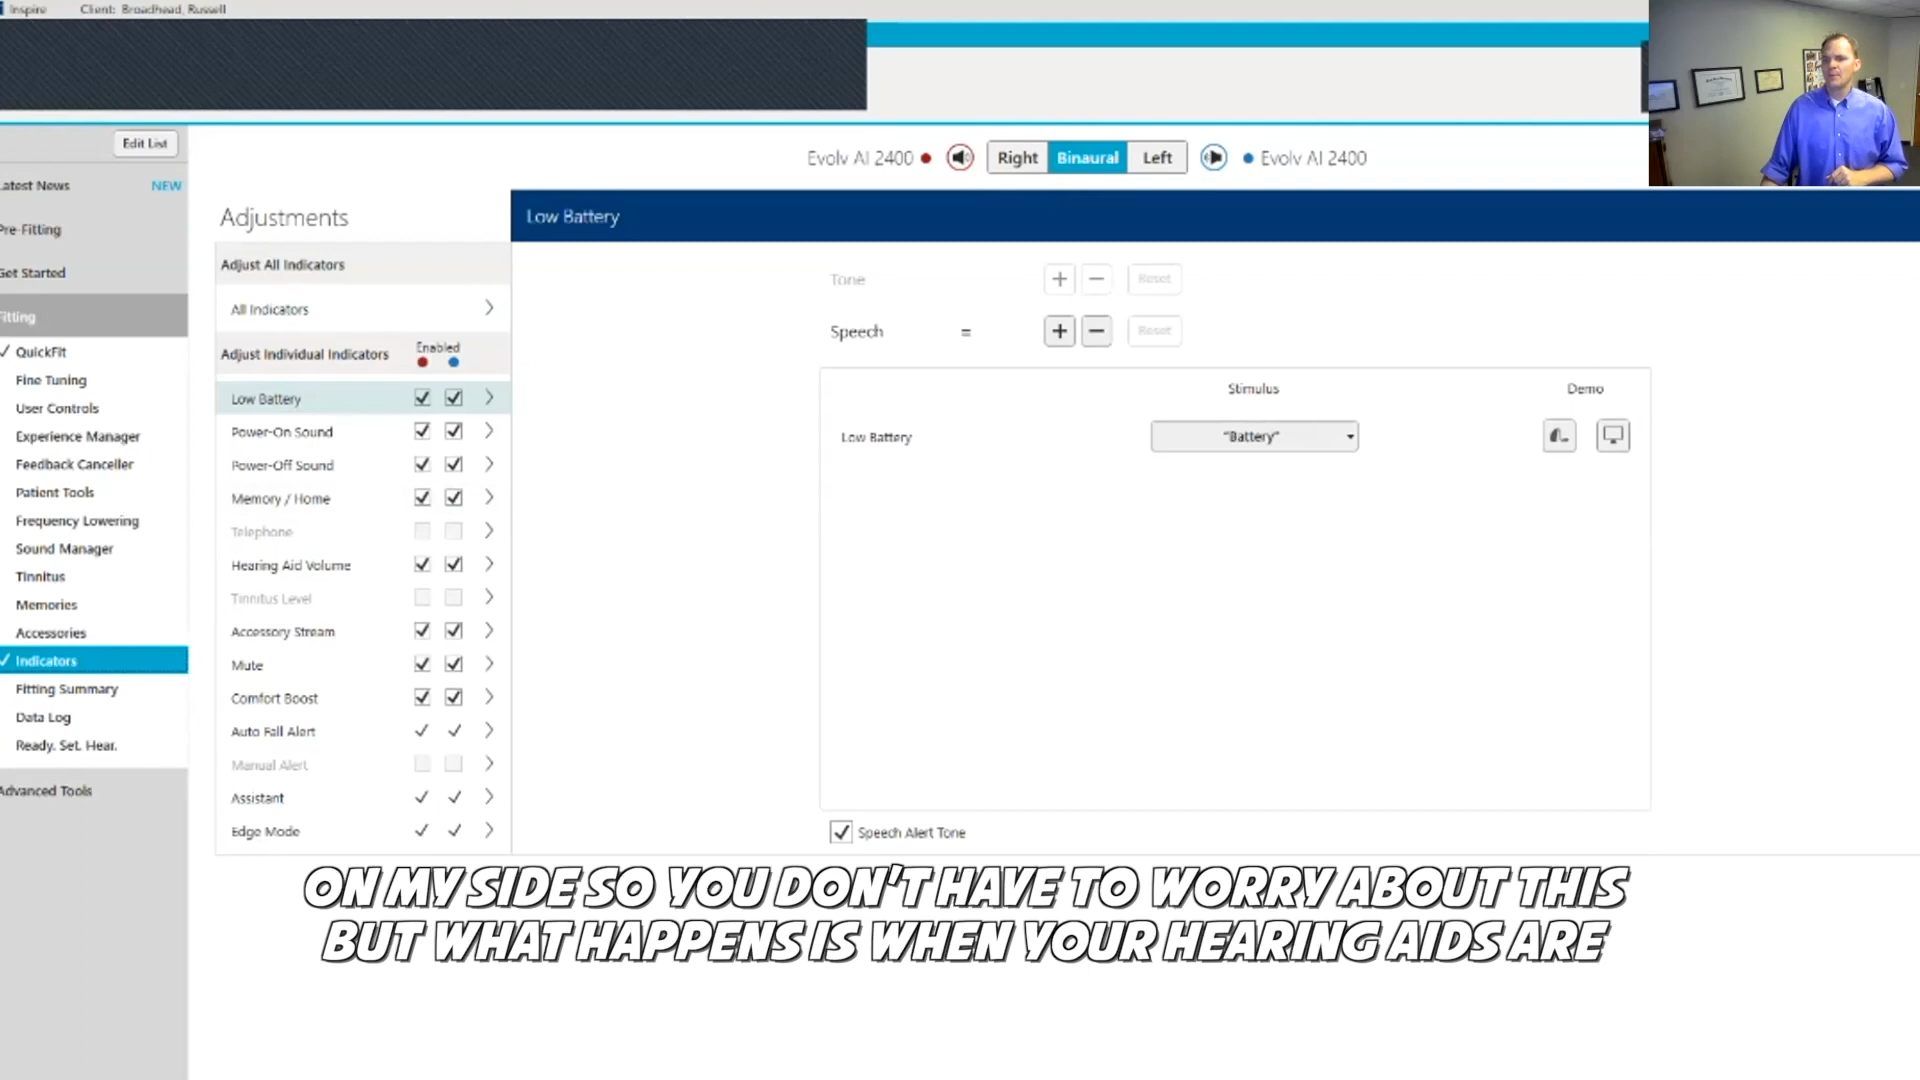 Inspire Client: Broadhead, Russell
Edit List
Latest News NEW
Pre-Fitting
Get Started
Fitting
QuickFit
Fine Tuning
User Controls
Experience Manager
Feedback Canceller
Patient Tools
Frequency Lowering
Sound Manager
Tinnitus
Memories
Accessories
Indicators
Fitting Summary
Data Log
Ready. Set. Hear.
Advanced Tools
Evolv AI 2400 Right Binaural Left Evolv AI 2400
Adjustments
Adjust All Indicators
All Indicators
Adjust Individual Indicators Enabled
Low Battery
Power-On Sound
Power-Off Sound
Memory / Home
Telephone
Hearing Aid Volume
Tinnitus Level
Accessory Stream
Mute
Comfort Boost
Auto Fall Alert
Manual Alert
Assistant
Edge Mode
Low Battery
Tone + − Reset
Speech = + − Reset
Stimulus Demo
Low Battery "Battery"
Speech Alert Tone
ON MY SIDE SO YOU DON'T HAVE TO WORRY ABOUT THIS
BUT WHAT HAPPENS IS WHEN YOUR HEARING AIDS ARE